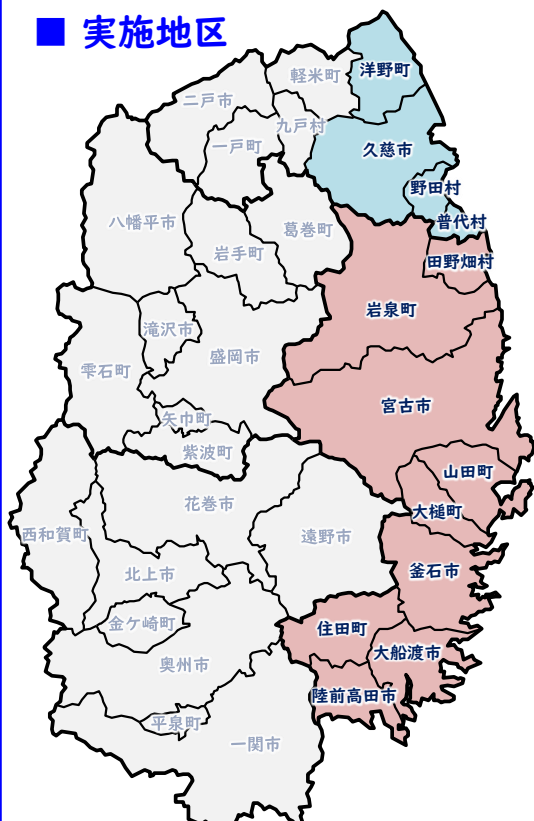 ■ 実施地区
軽米町
洋野町
二戸市
九戸村
一戸町
久慈市
野田村
普代村
八幡平市
葛巻町
岩手町
田野畑村
岩泉町
滝沢市
盛岡市
雫石町
宮古市
矢巾町
紫波町
山田町
花巻市
大槌町
西和賀町
遠野市
釜石市
北上市
金ケ崎町
住田町
大船渡市
奥州市
陸前高田市
平泉町
一関市